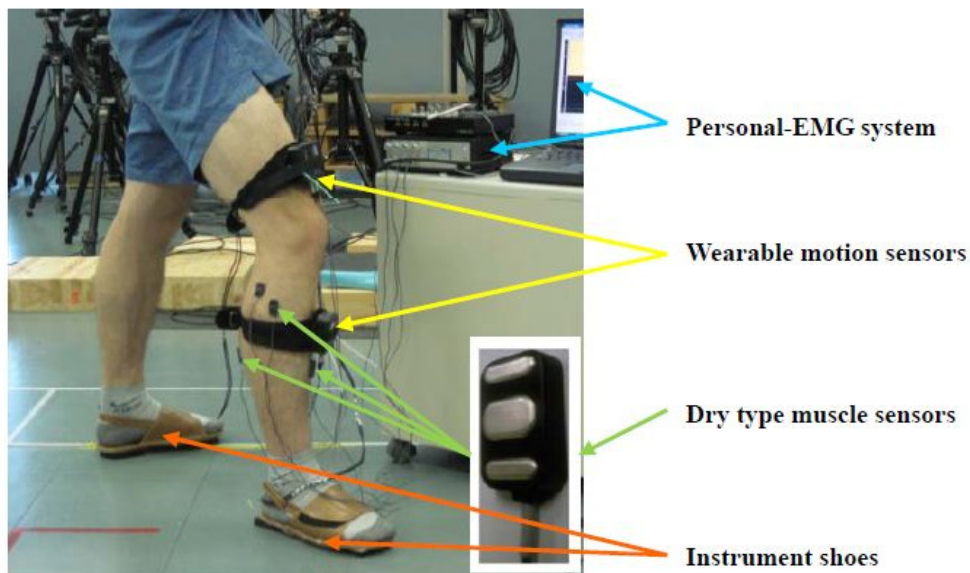 Personal-EMG system
Wearable motion sensors
Dry type muscle sensors
Instrument shoes